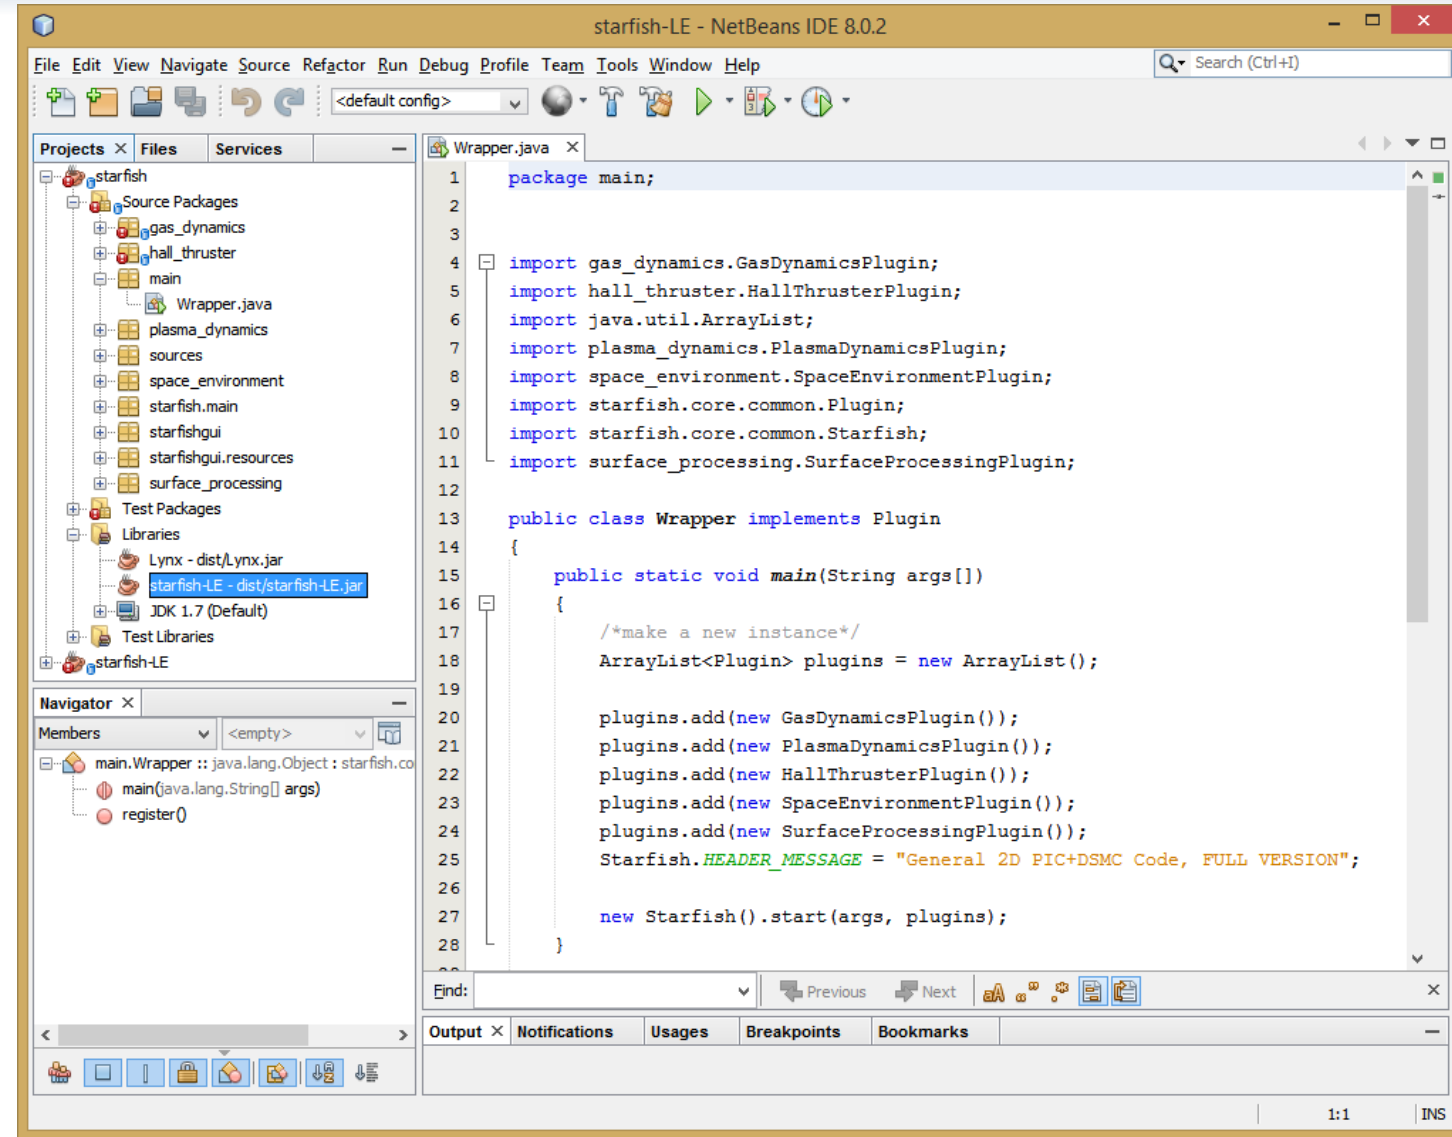 starfish-LE - NetBeans IDE 8.0.2
File Edit View Navigate Source Refactor Run Debug Profile Team Tools Window Help
Search (Ctrl+I)
<default config>
Projects Files Services
starfish
Source Packages
gas_dynamics
hall_thruster
main
Wrapper.java
plasma_dynamics
sources
space_environment
starfish.main
starfishgui
starfishgui.resources
surface_processing
Test Packages
Libraries
Lynx - dist/Lynx.jar
starfish-LE - dist/starfish-LE.jar
JDK 1.7 (Default)
Test Libraries
starfish-LE
Navigator
Members <empty>
main.Wrapper :: java.lang.Object : starfish.co
main(java.lang.String[] args)
register()
Wrapper.java
1 package main;
2
3
4 import gas_dynamics.GasDynamicsPlugin;
5 import hall_thruster.HallThrusterPlugin;
6 import java.util.ArrayList;
7 import plasma_dynamics.PlasmaDynamicsPlugin;
8 import space_environment.SpaceEnvironmentPlugin;
9 import starfish.core.common.Plugin;
10 import starfish.core.common.Starfish;
11 import surface_processing.SurfaceProcessingPlugin;
12
13 public class Wrapper implements Plugin
14 {
15 public static void main(String args[])
16 {
17 /*make a new instance*/
18 ArrayList<Plugin> plugins = new ArrayList();
19
20 plugins.add(new GasDynamicsPlugin());
21 plugins.add(new PlasmaDynamicsPlugin());
22 plugins.add(new HallThrusterPlugin());
23 plugins.add(new SpaceEnvironmentPlugin());
24 plugins.add(new SurfaceProcessingPlugin());
25 Starfish.HEADER_MESSAGE = "General 2D PIC+DSMC Code, FULL VERSION";
26
27 new Starfish().start(args, plugins);
28 }
Find: Previous Next
Output Notifications Usages Breakpoints Bookmarks
1:1 INS